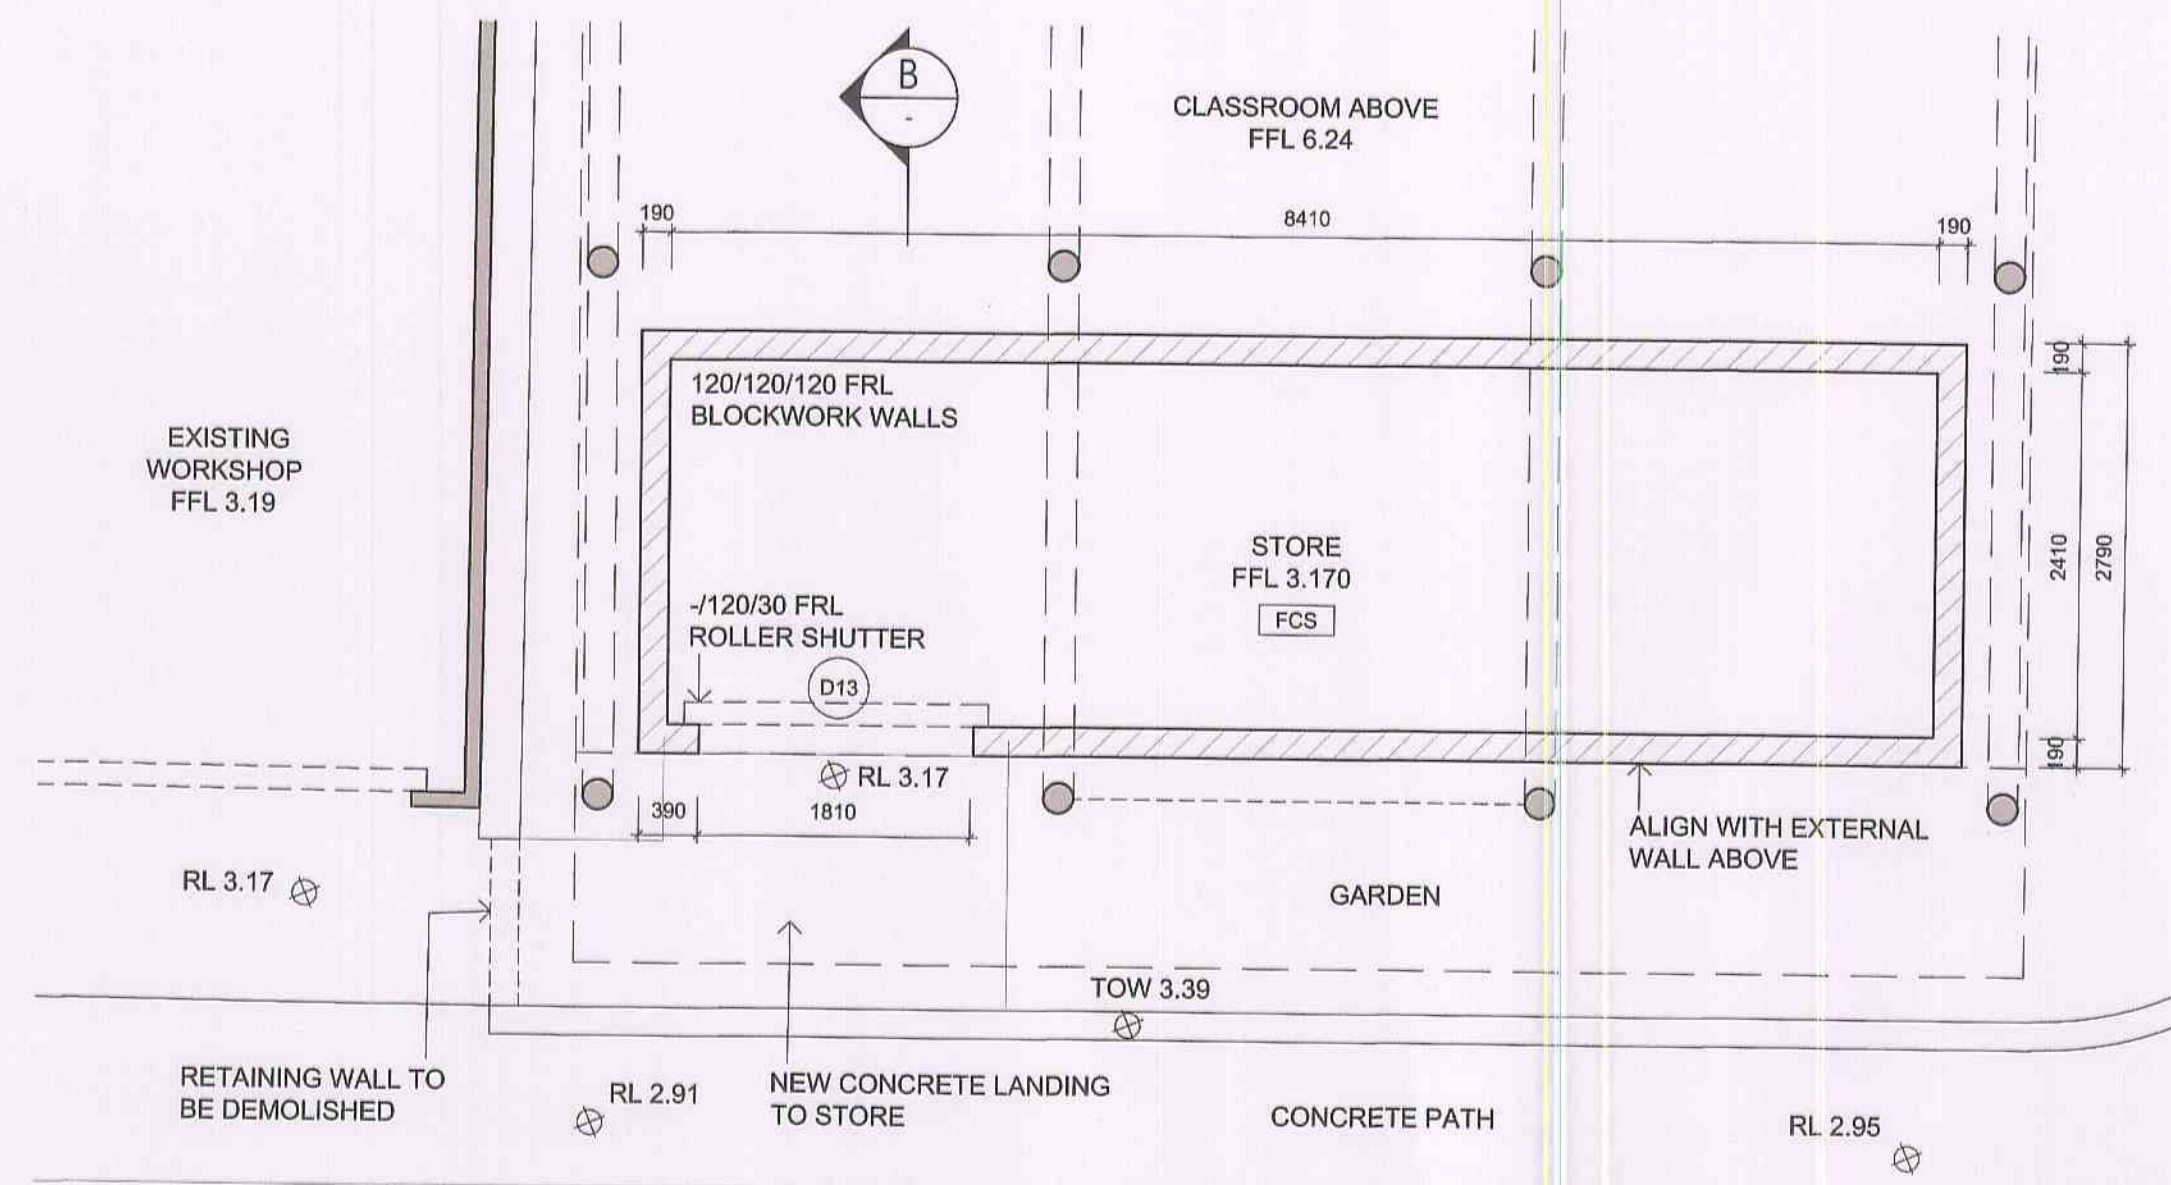 B
-
CLASSROOM ABOVE
FFL 6.24
190
8410
190
120/120/120 FRL
BLOCKWORK WALLS
190
EXISTING
WORKSHOP
FFL 3.19
STORE
FFL 3.170
FCS
2410
2790
-/120/30 FRL
ROLLER SHUTTER
D13
190
RL 3.17
390
1810
ALIGN WITH EXTERNAL
WALL ABOVE
RL 3.17
GARDEN
TOW 3.39
RETAINING WALL TO
BE DEMOLISHED
RL 2.91
NEW CONCRETE LANDING
TO STORE
CONCRETE PATH
RL 2.95